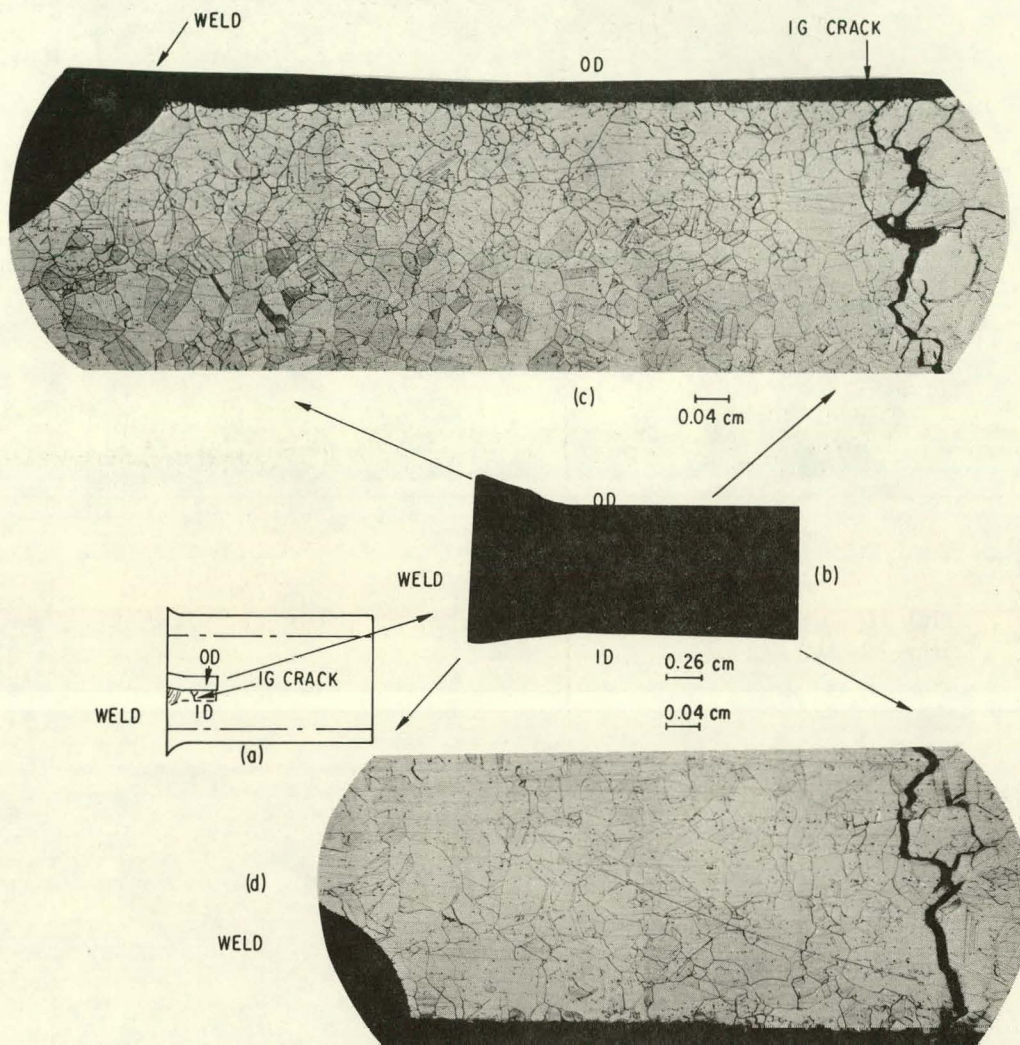 WELD
IG CRACK
OD
(c)
0.04 cm
OD
WELD
(b)
ID
0.26 cm
0.04 cm
OD
IG CRACK
WELD
ID
(a)
(d)
WELD